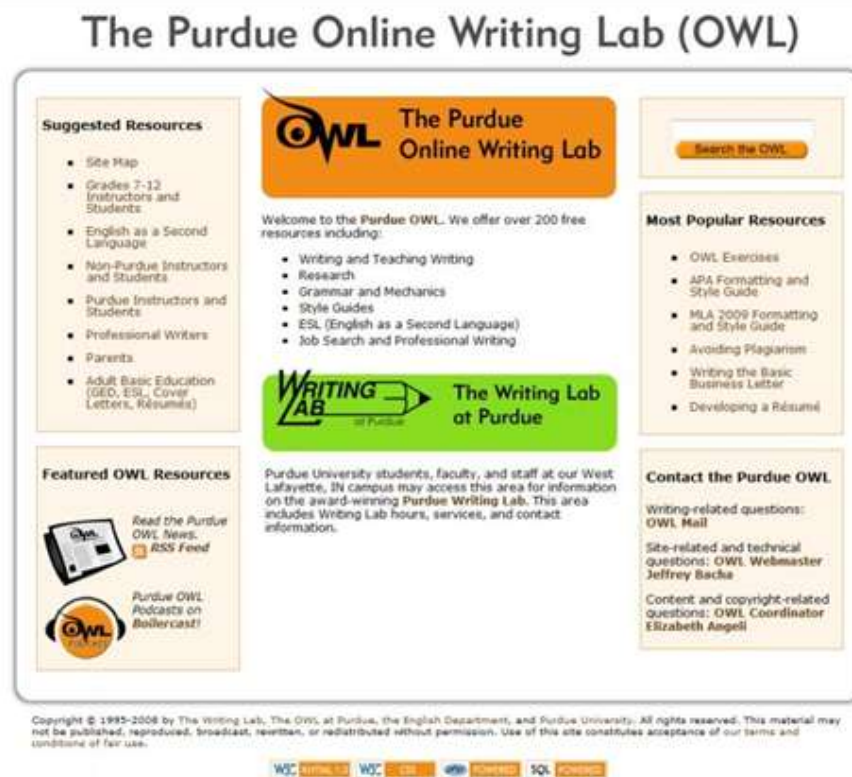 The Purdue Online Writing Lab (OWL)
Suggested Resources
Site Map
Grades 7-12
Instructors and
Students
English as a Second
Language
Non-Purdue Instructors
and Students
Purdue Instructors and
Students
Professional Writers
Parents
Adult Basic Education
(GED, ESL, Cover
Letters, Résumés)
Featured OWL Resources
OWL
Read the Purdue
OWL News.
RSS Feed
OWL
Purdue OWL
Podcasts on
Boilercast!
OWL
The Purdue
Online Writing Lab
Welcome to the Purdue OWL. We offer over 200 free
resources including:
Writing and Teaching Writing
Research
Grammar and Mechanics
Style Guides
ESL (English as a Second Language)
Job Search and Professional Writing
WRITING
LAB
at Purdue
The Writing Lab
at Purdue
Purdue University students, faculty, and staff at our West
Lafayette, IN campus may access this area for information
on the award-winning Purdue Writing Lab. This area
includes Writing Lab hours, services, and contact
information.
Search the OWL
Most Popular Resources
OWL Exercises
APA Formatting and
Style Guide
MLA 2009 Formatting
and Style Guide
Avoiding Plagiarism
Writing the Basic
Business Letter
Developing a Résumé
Contact the Purdue OWL
Writing-related questions:
OWL Mail
Site-related and technical
questions: OWL Webmaster
Jeffrey Bacha
Content and copyright-related
questions: OWL Coordinator
Elizabeth Angeli
Copyright © 1995-2008 by The Writing Lab, The OWL at Purdue, the English Department, and Purdue University. All rights reserved. This material may
not be published, reproduced, broadcast, rewritten, or redistributed without permission. Use of this site constitutes acceptance of our terms and
conditions of fair use.
W3C W3C CSS POWERED SQL POWERED